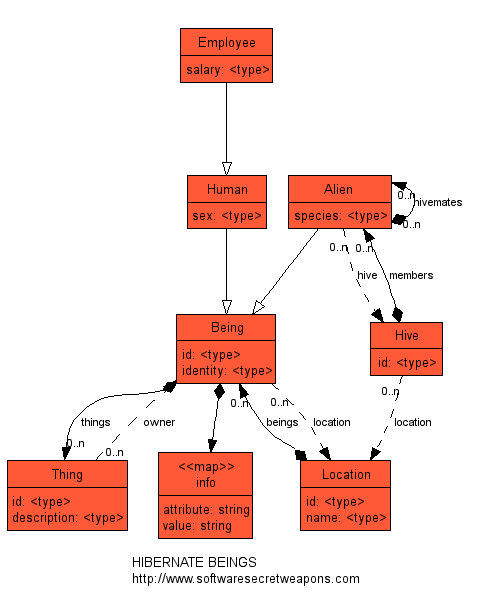 Employee
salary: <type>
Human
sex: <type>
Alien
species: <type>
0..n
hivemates
0..n
0..n
0..n
hive
members
Being
id: <type>
identity: <type>
Hive
id: <type>
0..n
0..n
0..n
things
owner
beings
location
location
0..n
0..n
Thing
id: <type>
description: <type>
<<map>>
info
attribute: string
value: string
Location
id: <type>
name: <type>
HIBERNATE BEINGS
http://www.softwaresecretweapons.com